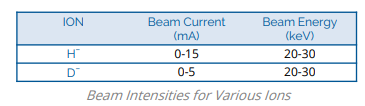 ION Beam Current (mA) Beam Energy (keV)
H⁻ 0-15 20-30
D⁻ 0-5 20-30
Beam Intensities for Various Ions